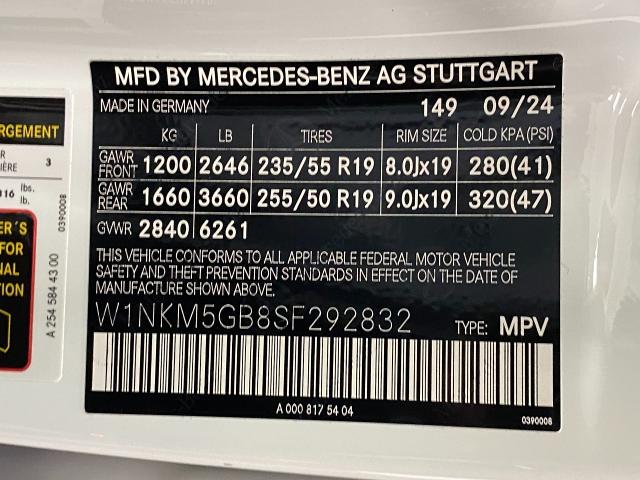 MFD BY MERCEDES-BENZ AG STUTTGART
MADE IN GERMANY 149 09/24
KG LB TIRES RIM SIZE COLD KPA (PSI)
GAWR FRONT 1200 2646 235/55 R19 8.0Jx19 280(41)
GAWR REAR 1660 3660 255/50 R19 9.0Jx19 320(47)
GVWR 2840 6261
THIS VEHICLE CONFORMS TO ALL APPLICABLE FEDERAL MOTOR VEHICLE
SAFETY AND THEFT PREVENTION STANDARDS IN EFFECT ON THE DATE OF
MANUFACTURE SHOWN ABOVE.
W1NKM5GB8SF292832 TYPE: MPV
A 000 817 54 04
0390008
RGEMENT
R
IÈRE 3
316 lbs.
lb.
0390008
ER´S
FOR
NAL
TION
A 254 584 43 00